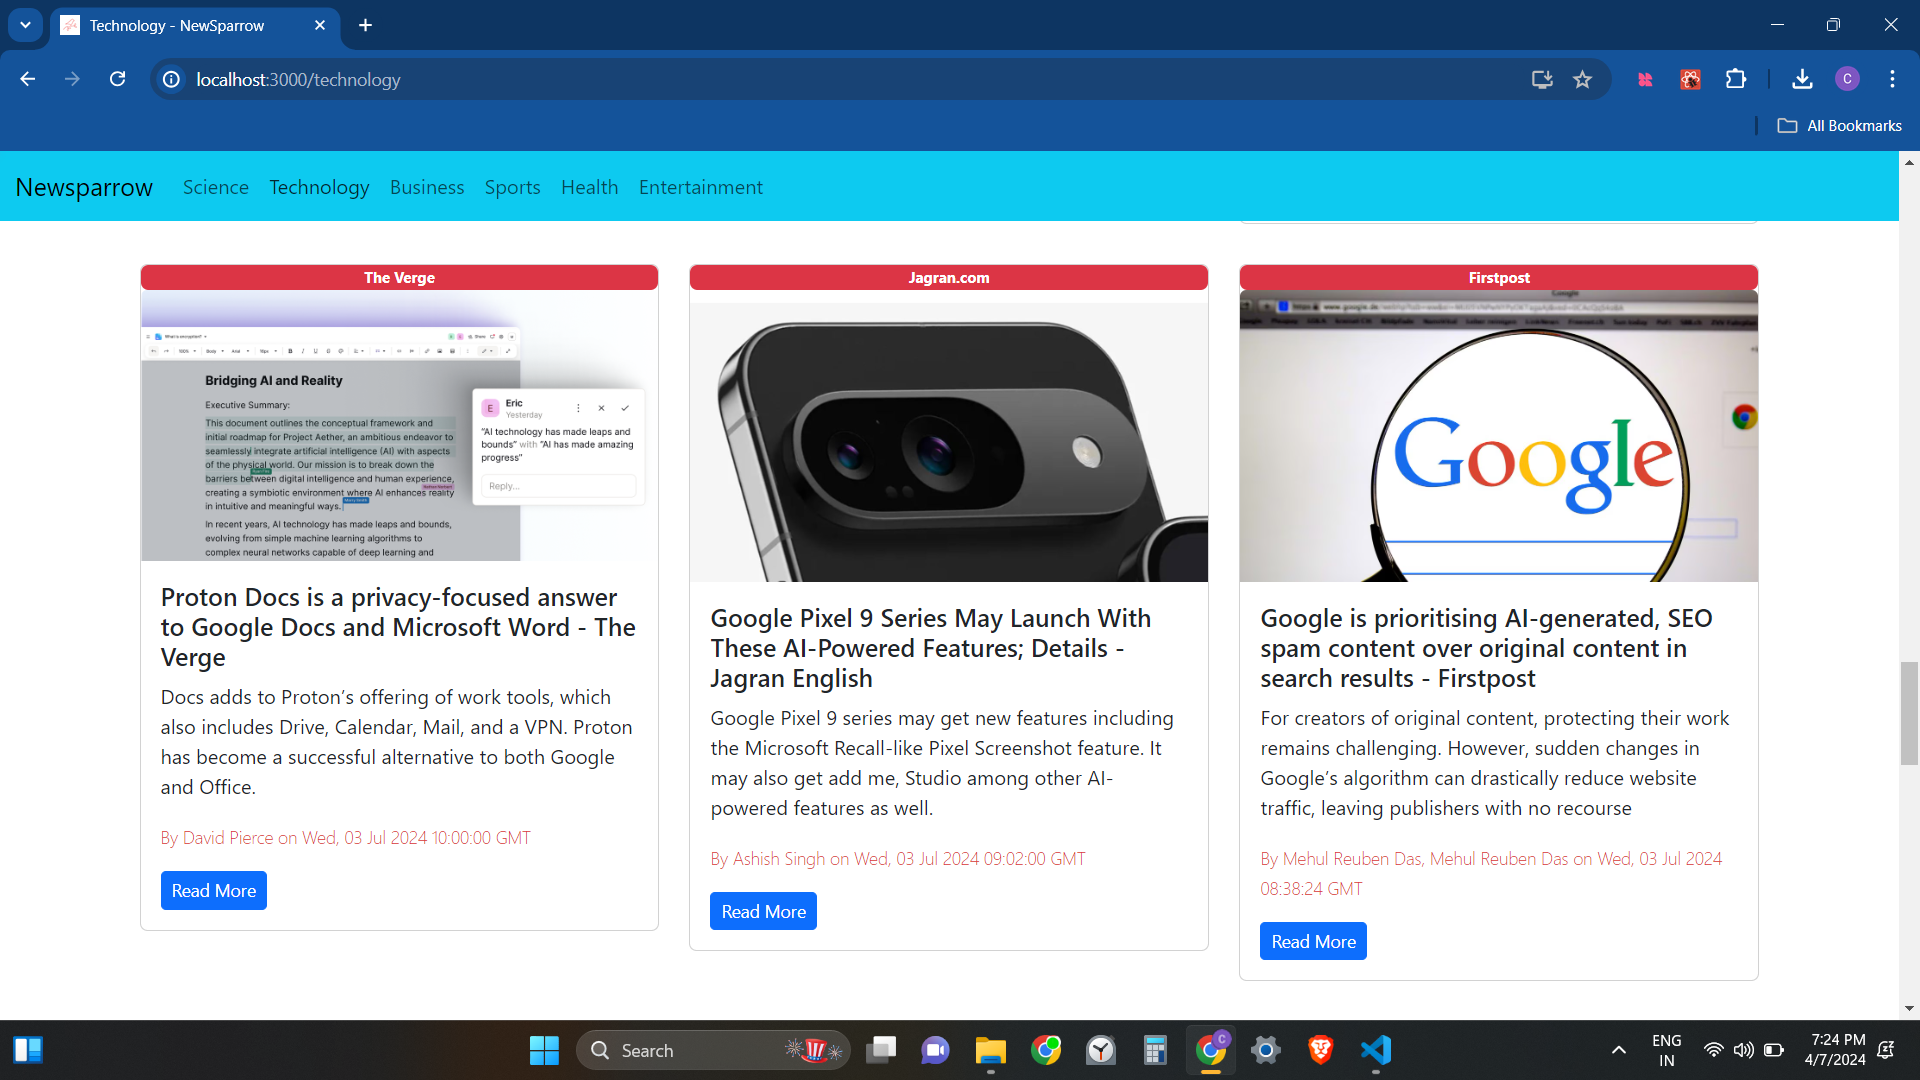 Technology - NewSparrow
localhost:3000/technology
C
All Bookmarks
Newsparrow Science Technology Business Sports Health Entertainment
The Verge
Bridging AI and Reality
Executive Summary:
This document outlines the conceptual framework and
initial roadmap for Project Aether, an ambitious endeavor to
seamlessly integrate artificial intelligence (AI) with aspects
of the physical world. Our mission is to break down the
barriers between digital intelligence and human experience,
creating a symbiotic environment where AI enhances reality
in intuitive and meaningful ways.
In recent years, AI technology has made leaps and bounds,
evolving from simple machine learning algorithms to
complex neural networks capable of deep learning and
E
Eric
Yesterday
“AI technology has made leaps and
bounds” with “AI has made amazing
progress”
Reply...
Proton Docs is a privacy-focused answer
to Google Docs and Microsoft Word - The
Verge
Docs adds to Proton’s offering of work tools, which
also includes Drive, Calendar, Mail, and a VPN. Proton
has become a successful alternative to both Google
and Office.
By David Pierce on Wed, 03 Jul 2024 10:00:00 GMT
Read More
Jagran.com
Google Pixel 9 Series May Launch With
These AI-Powered Features; Details -
Jagran English
Google Pixel 9 series may get new features including
the Microsoft Recall-like Pixel Screenshot feature. It
may also get add me, Studio among other AI-
powered features as well.
By Ashish Singh on Wed, 03 Jul 2024 09:02:00 GMT
Read More
Firstpost
Google
Google is prioritising AI-generated, SEO
spam content over original content in
search results - Firstpost
For creators of original content, protecting their work
remains challenging. However, sudden changes in
Google’s algorithm can drastically reduce website
traffic, leaving publishers with no recourse
By Mehul Reuben Das, Mehul Reuben Das on Wed, 03 Jul 2024
08:38:24 GMT
Read More
Search
C
ENG
IN
7:24 PM
4/7/2024